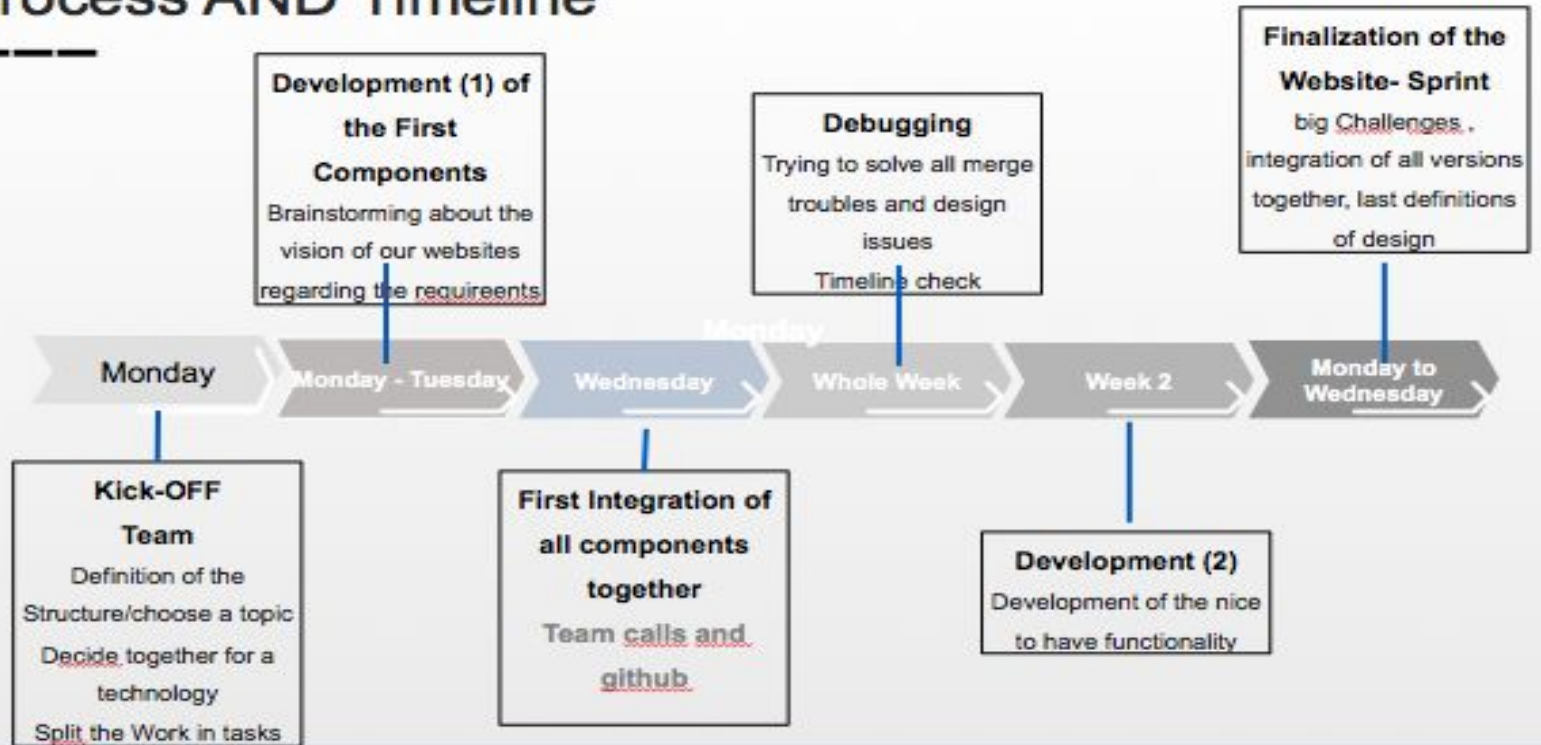 rocess AND Timeline
Development (1) of
the First
Components
Brainstorming about the
vision of our websites
regarding the requireents
Debugging
Trying to solve all merge
troubles and design
issues
Timeline check
Finalization of the
Website- Sprint
big Challenges ,
integration of all versions
together, last definitions
of design
Monday
Monday
Monday - Tuesday
Wednesday
Whole Week
Week 2
Monday to
Wednesday
Kick-OFF
Team
Definition of the
Structure/choose a topic
Decide together for a
technology
Split the Work in tasks
First Integration of
all components
together
Team calls and
github
Development (2)
Development of the nice
to have functionality